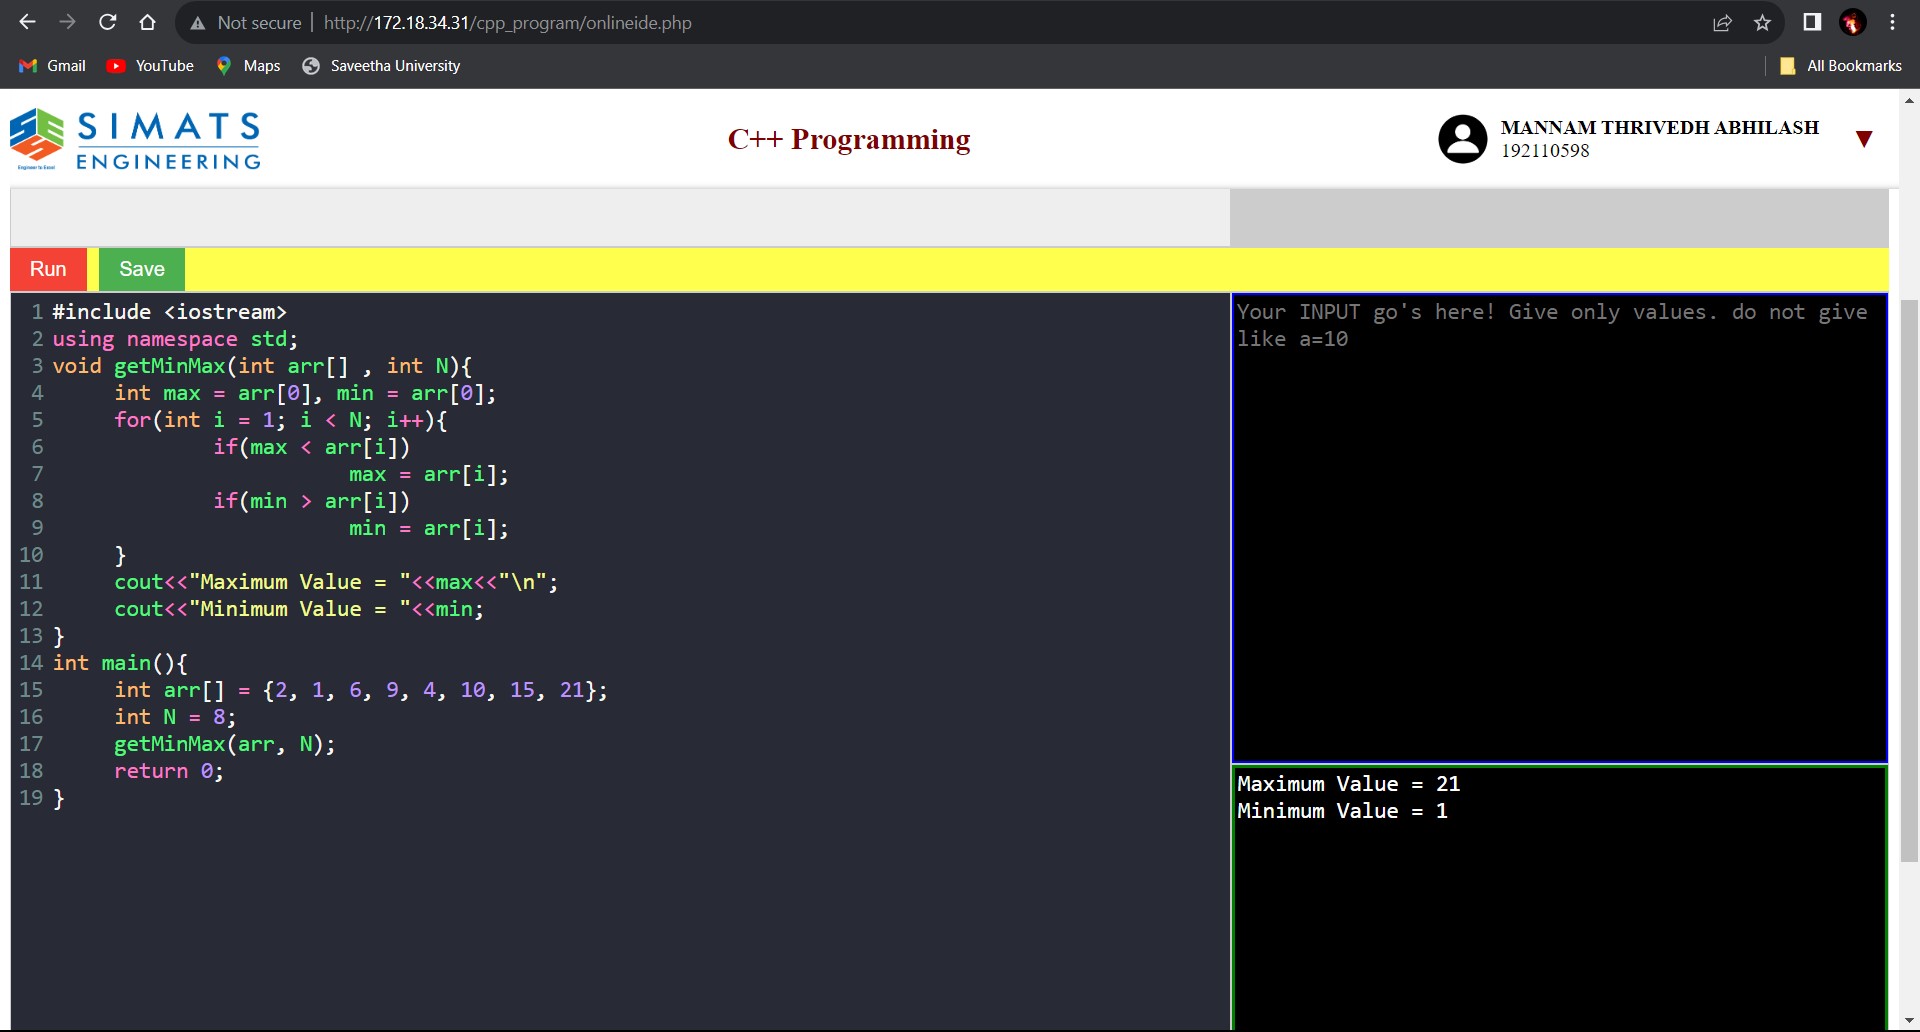 Not secure | http://172.18.34.31/cpp_program/onlineide.php
Gmail YouTube Maps Saveetha University All Bookmarks
SIMATS
ENGINEERING
Engineer to Excel
C++ Programming
MANNAM THRIVEDH ABHILASH
192110598
Run Save
1 #include <iostream>
2 using namespace std;
3 void getMinMax(int arr[] , int N){
4 int max = arr[0], min = arr[0];
5 for(int i = 1; i < N; i++){
6 if(max < arr[i])
7 max = arr[i];
8 if(min > arr[i])
9 min = arr[i];
10 }
11 cout<<"Maximum Value = "<<max<<"\n";
12 cout<<"Minimum Value = "<<min;
13 }
14 int main(){
15 int arr[] = {2, 1, 6, 9, 4, 10, 15, 21};
16 int N = 8;
17 getMinMax(arr, N);
18 return 0;
19 }
Your INPUT go's here! Give only values. do not give
like a=10
Maximum Value = 21
Minimum Value = 1